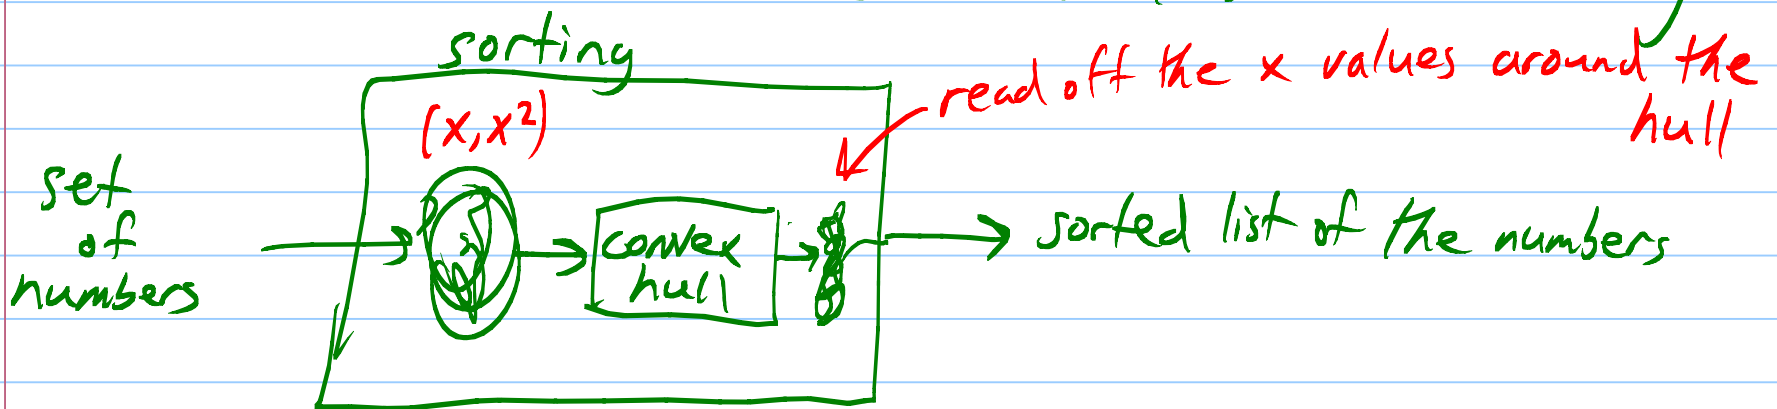 sorting
read off the x values around the
hull
(x, x²)
set
of
numbers
convex
hull
sorted list of the numbers